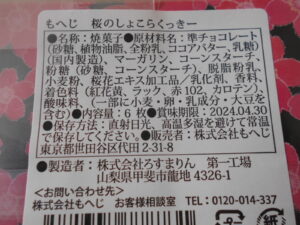 もへじ　桜のしょこらくっきー
●名称：焼菓子●原材料名：準チョコレート
(砂糖、植物油脂、全粉乳、ココアバター、乳糖)
(国内製造)、マーガリン、コーンスターチ、
粉糖(砂糖、コーンスターチ)、脱脂粉乳、
小麦粉、桜花エキス加工品/乳化剤、香料、
着色料(紅花黄、ラック、赤102、カロテン)、
酸味料、(一部に小麦・卵・乳成分・大豆を
含む)●内容量：6 枚●賞味期限：2024.04.30
●保存方法：直射日光、高温多湿を避けて常温
で保存してください。●販売者：株式会社もへじ
東京都世田谷区代田 2-31-8
●製造者：株式会社ろすまりん　第一工場
山梨県甲斐市龍地 4326-1
＜お問い合わせ先＞
株式会社もへじ　お客様相談室　TEL：0120-014-337
プラ
紙